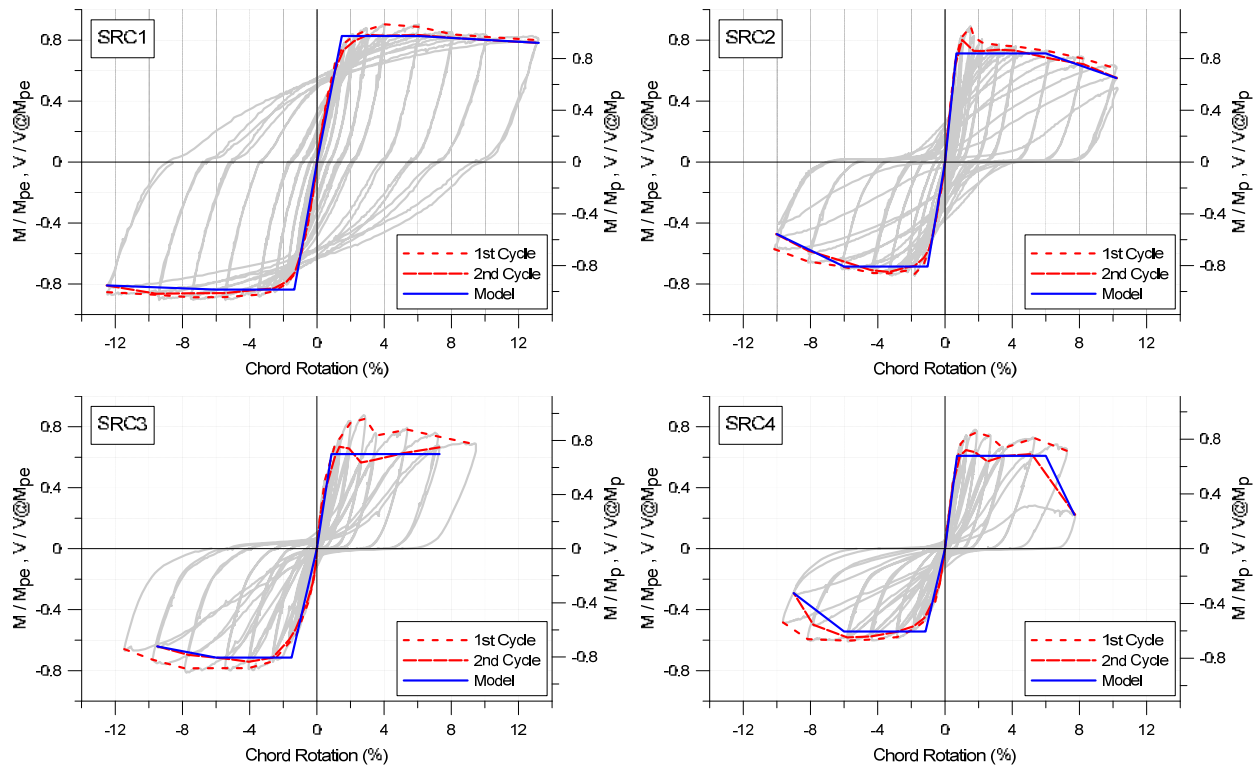 SRC1
0.8
0.4
0
-0.4
-0.8
M / Mpe , V / V@Mpe
0.8
0.4
0
-0.4
-0.8
M / Mp , V / V@Mp
1st Cycle
2nd Cycle
Model
-12 -8 -4 0 4 8 12
Chord Rotation (%)
SRC2
0.8
0.4
0
-0.4
-0.8
M / Mpe , V / V@Mpe
0.8
0.4
0
-0.4
-0.8
M / Mp , V / V@Mp
1st Cycle
2nd Cycle
Model
-12 -8 -4 0 4 8 12
Chord Rotation (%)
SRC3
0.8
0.4
0
-0.4
-0.8
M / Mpe , V / V@Mpe
0.8
0.4
0
-0.4
-0.8
M / Mp , V / V@Mp
1st Cycle
2nd Cycle
Model
-12 -8 -4 0 4 8 12
Chord Rotation (%)
SRC4
0.8
0.4
0
-0.4
-0.8
M / Mpe , V / V@Mpe
0.8
0.4
0
-0.4
-0.8
M / Mp , V / V@Mp
1st Cycle
2nd Cycle
Model
-12 -8 -4 0 4 8 12
Chord Rotation (%)